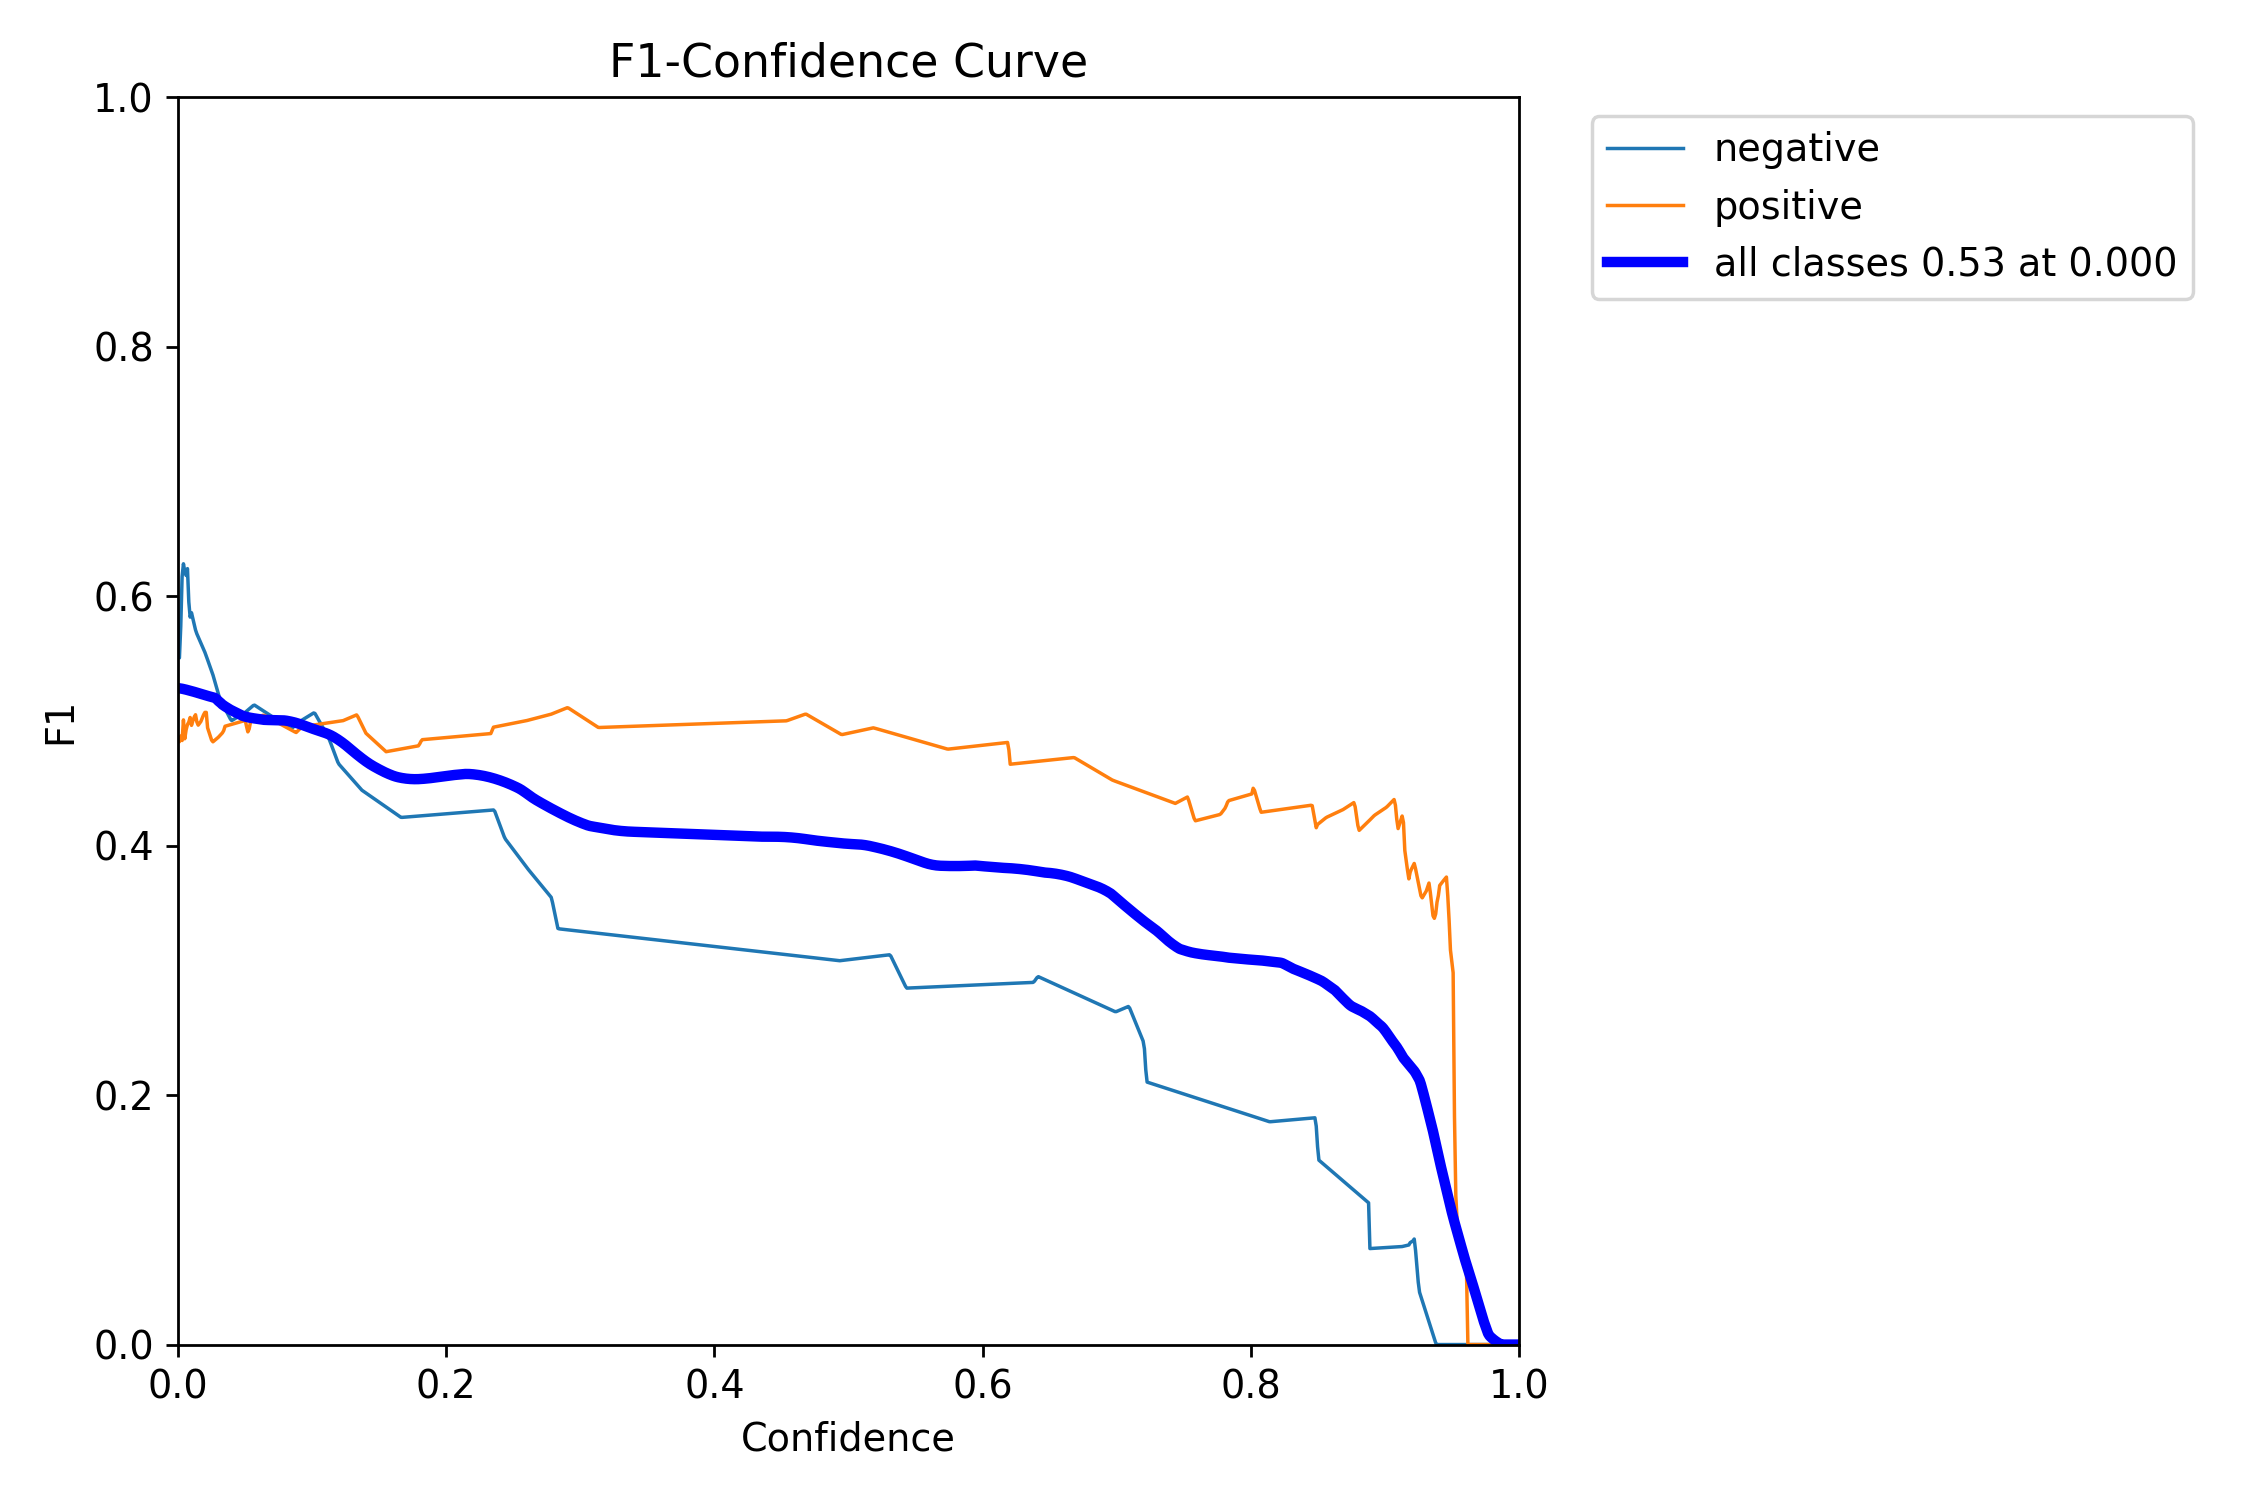 F1-Confidence Curve
1.0
0.8
0.6
0.4
0.2
0.0
F1
0.0 0.2 0.4 0.6 0.8 1.0
Confidence
negative
positive
all classes 0.53 at 0.000